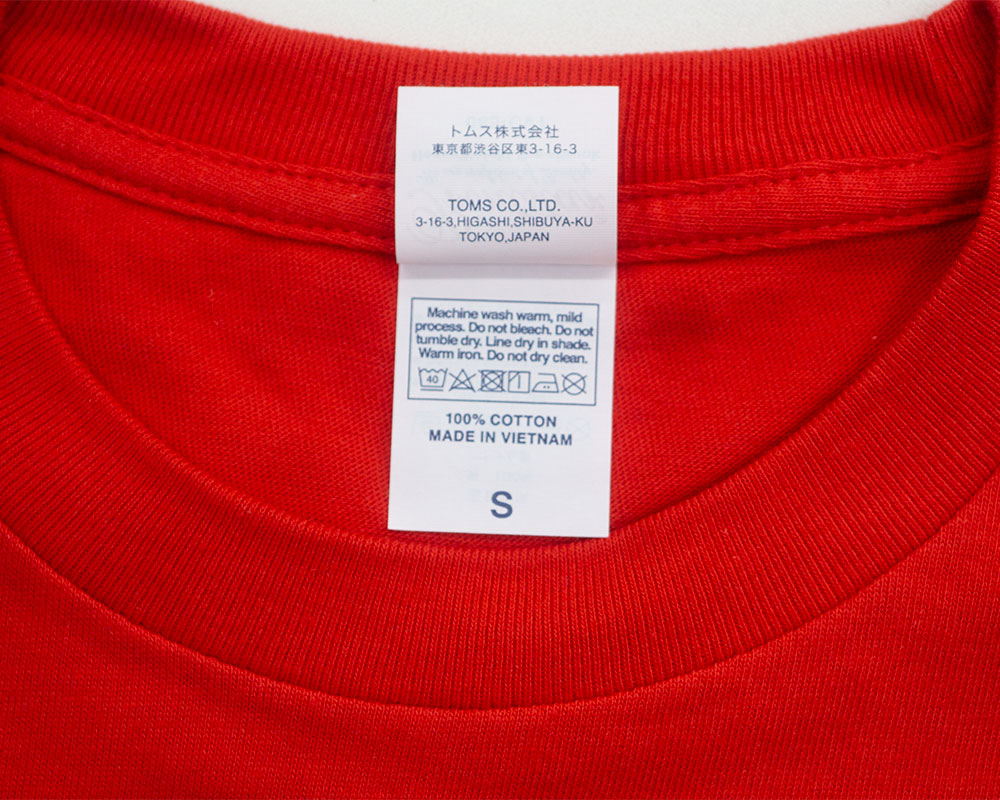 トムス株式会社
東京都渋谷区東3-16-3
TOMS CO.,LTD.
3-16-3,HIGASHI,SHIBUYA-KU
TOKYO,JAPAN
Machine wash warm, mild
process. Do not bleach. Do not
tumble dry. Line dry in shade.
Warm iron. Do not dry clean.
40
100% COTTON
MADE IN VIETNAM
S